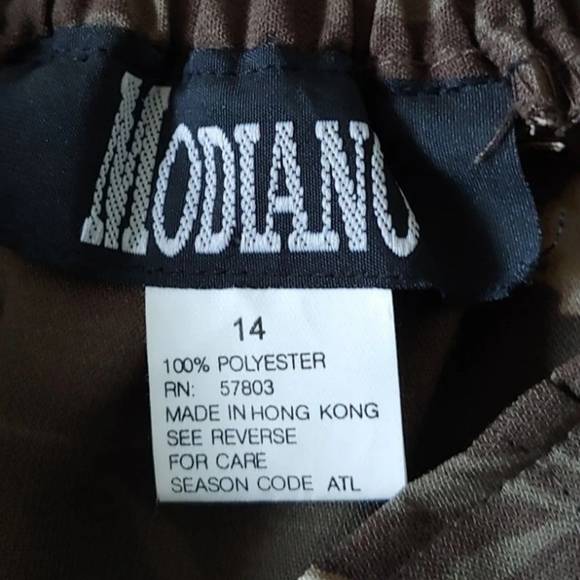 MODIANO
14
100% POLYESTER
RN: 57803
MADE IN HONG KONG
SEE REVERSE
FOR CARE
SEASON CODE ATL